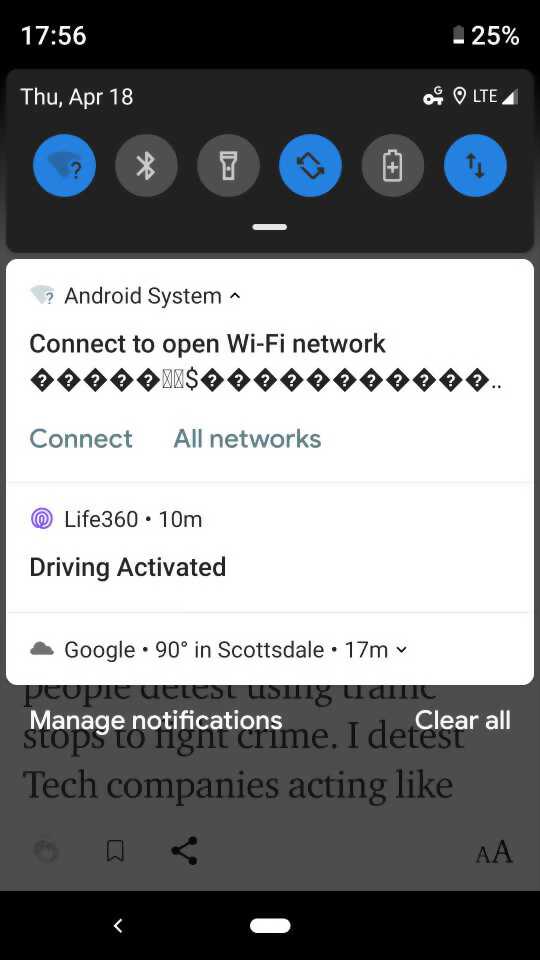 17:56
25%
Thu, Apr 18
LTE
Android System
Connect to open Wi-Fi network
�����▯▯$������������..
Connect All networks
Life360 • 10m
Driving Activated
Google • 90° in Scottsdale • 17m
people detest using traffic
Manage notifications Clear all
stops to fight crime. I detest
Tech companies acting like
AA